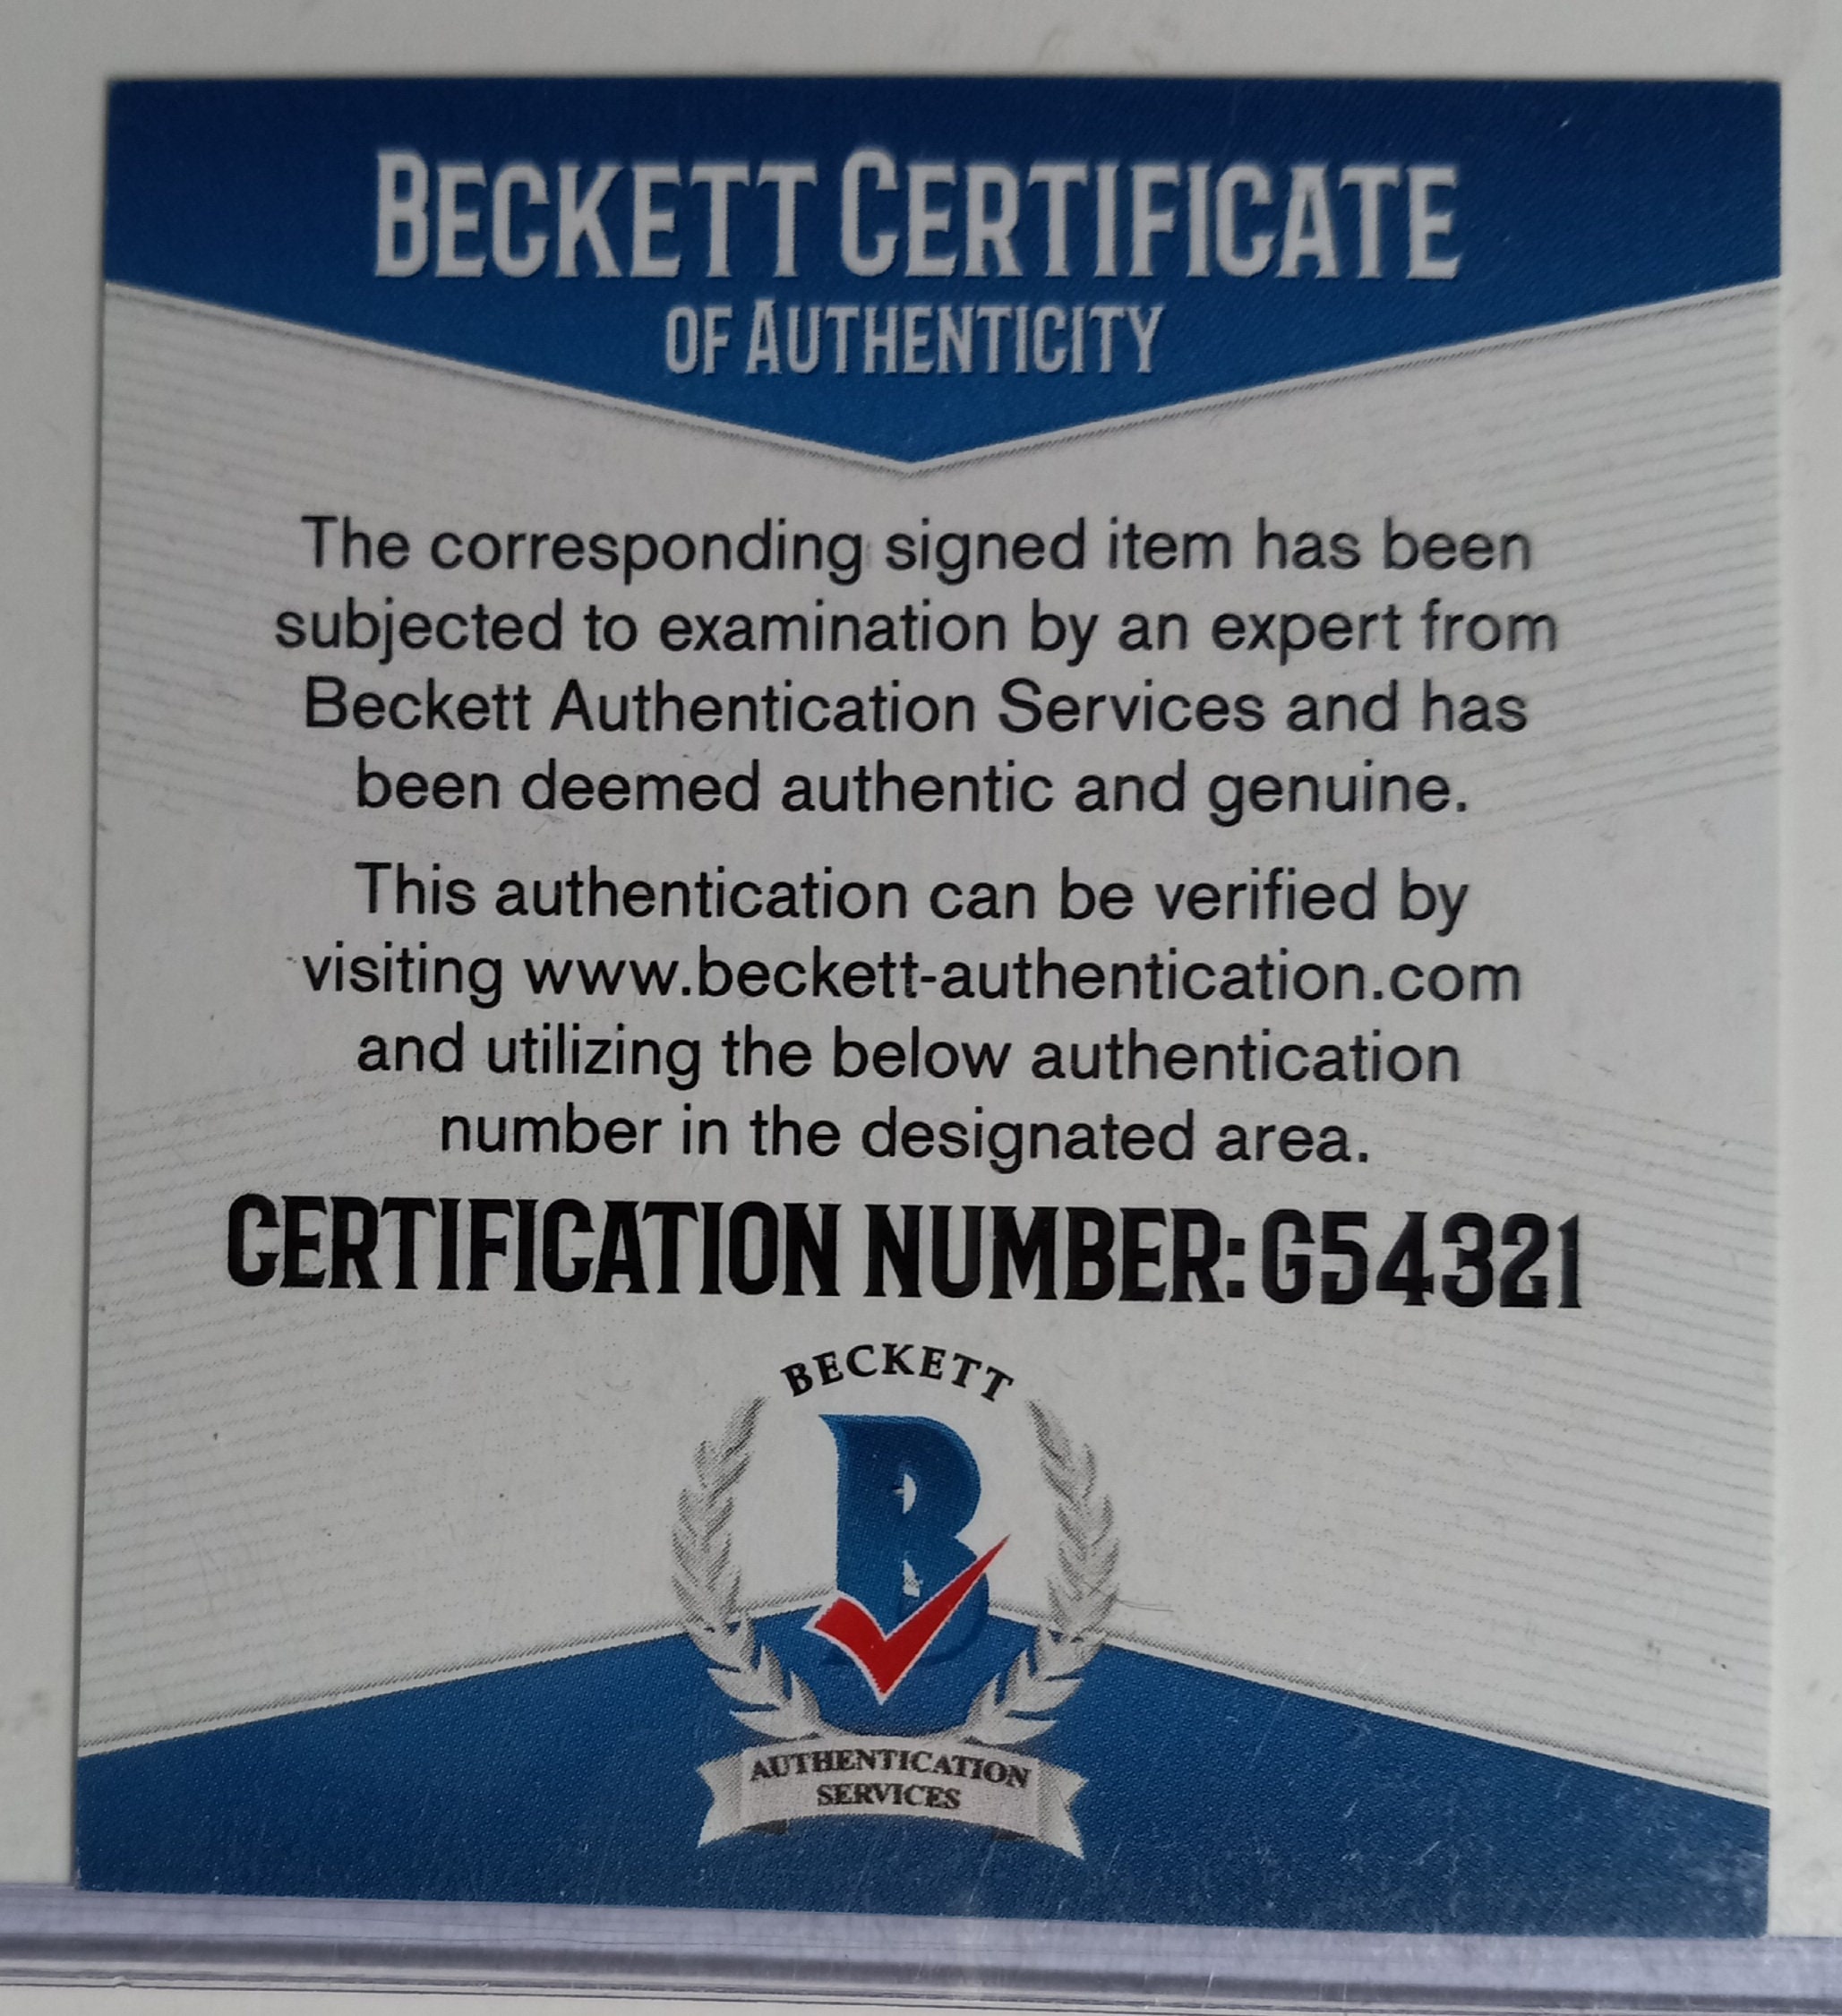 BECKETT CERTIFICATE
OF AUTHENTICITY
The corresponding signed item has been
subjected to examination by an expert from
Beckett Authentication Services and has
been deemed authentic and genuine.
This authentication can be verified by
visiting www.beckett-authentication.com
and utilizing the below authentication
number in the designated area.
CERTIFICATION NUMBER: G54321
BECKETT
B
AUTHENTICATION
SERVICES